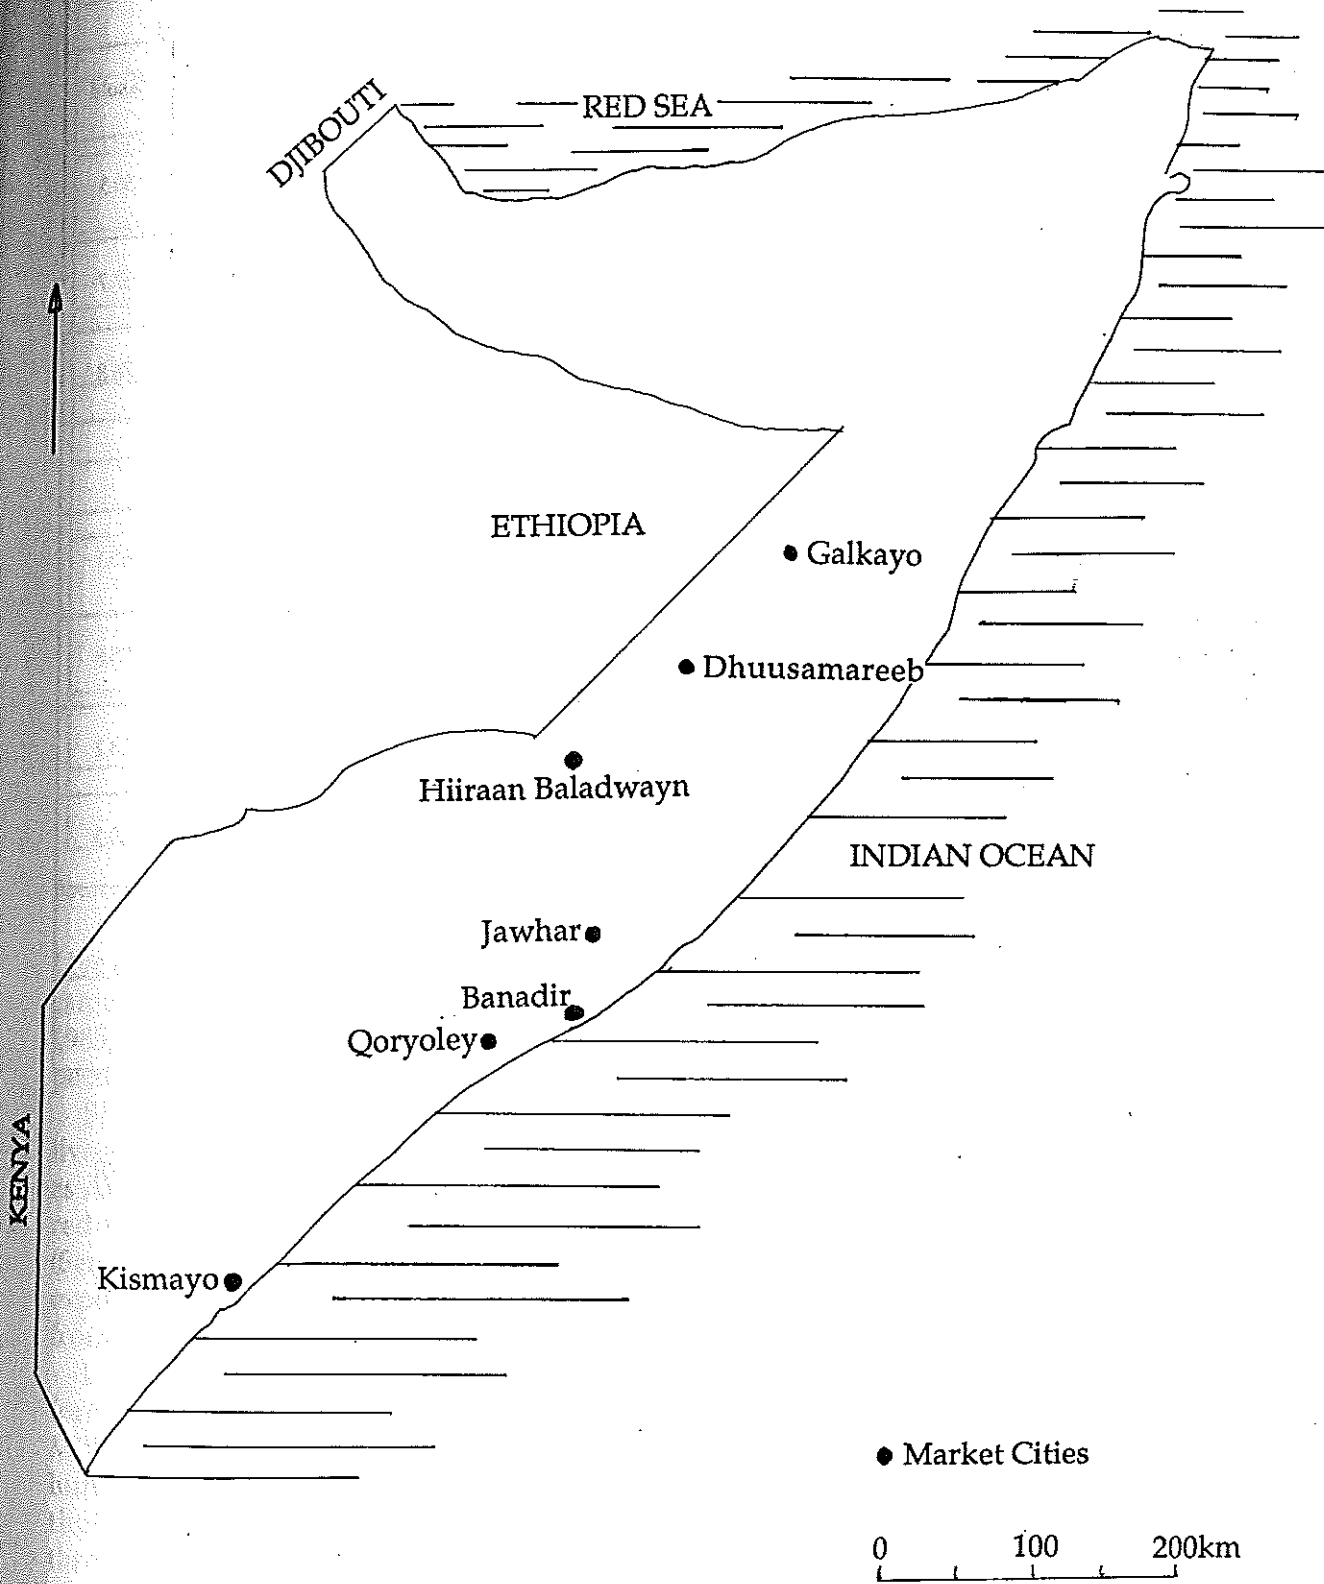 RED SEA
DJIBOUTI
ETHIOPIA
Galkayo
Dhuusamareeb
Hiiraan Baladwayn
INDIAN OCEAN
Jawhar
Banadir
Qoryoley
KENYA
Kismayo
Market Cities
0 100 200km